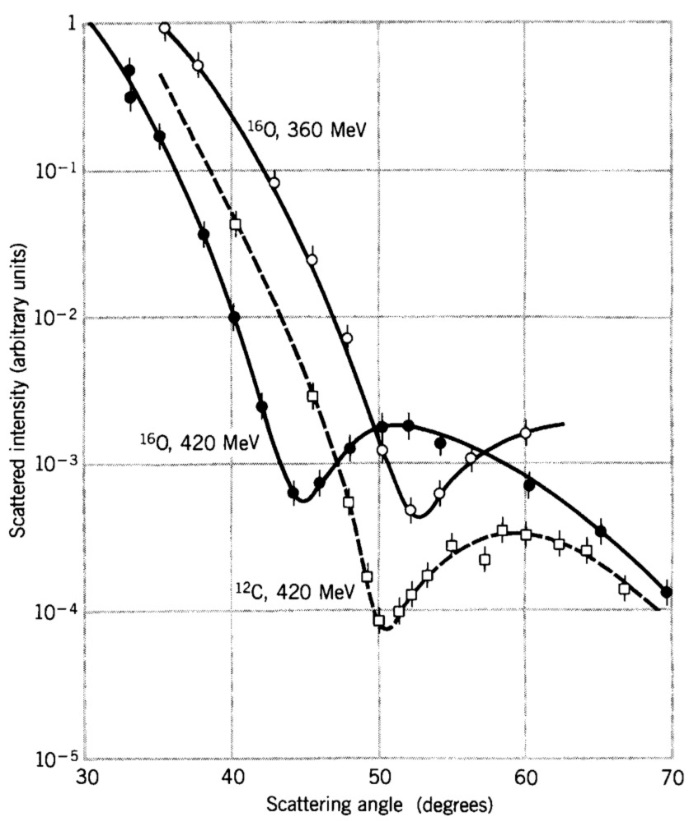 1
10⁻¹
10⁻²
10⁻³
10⁻⁴
10⁻⁵
Scattered intensity (arbitrary units)
¹⁶O, 360 MeV
¹⁶O, 420 MeV
¹²C, 420 MeV
30 40 50 60 70
Scattering angle (degrees)